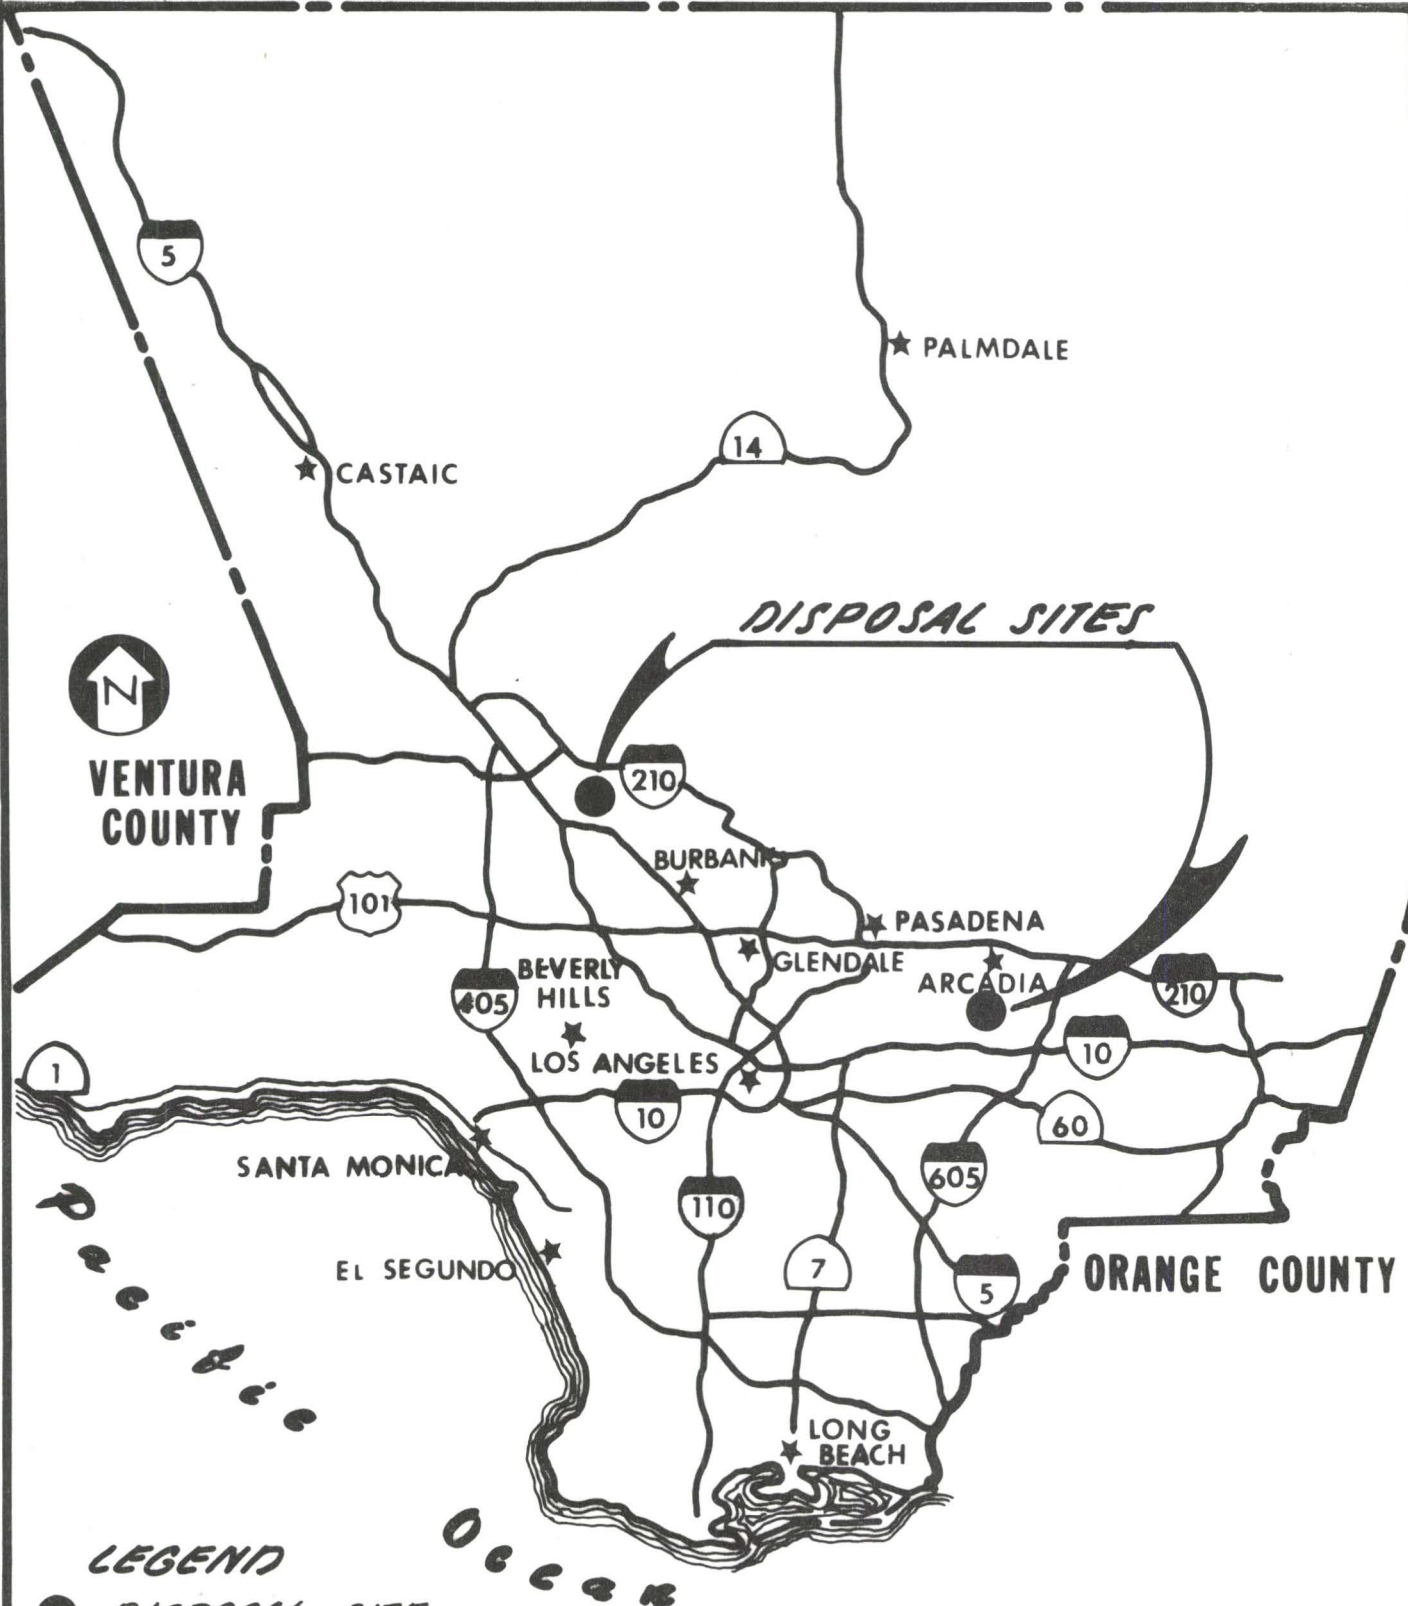 5
PALMDALE
14
CASTAIC
DISPOSAL SITES
N
VENTURA
COUNTY
210
BURBANK
101
PASADENA
GLENDALE
ARCADIA
BEVERLY
HILLS
405
210
LOS ANGELES
10
1
10
60
SANTA MONICA
605
110
Pacific
EL SEGUNDO
7
5
ORANGE COUNTY
LONG
BEACH
Ocean
LEGEND
DISPOSAL SITE